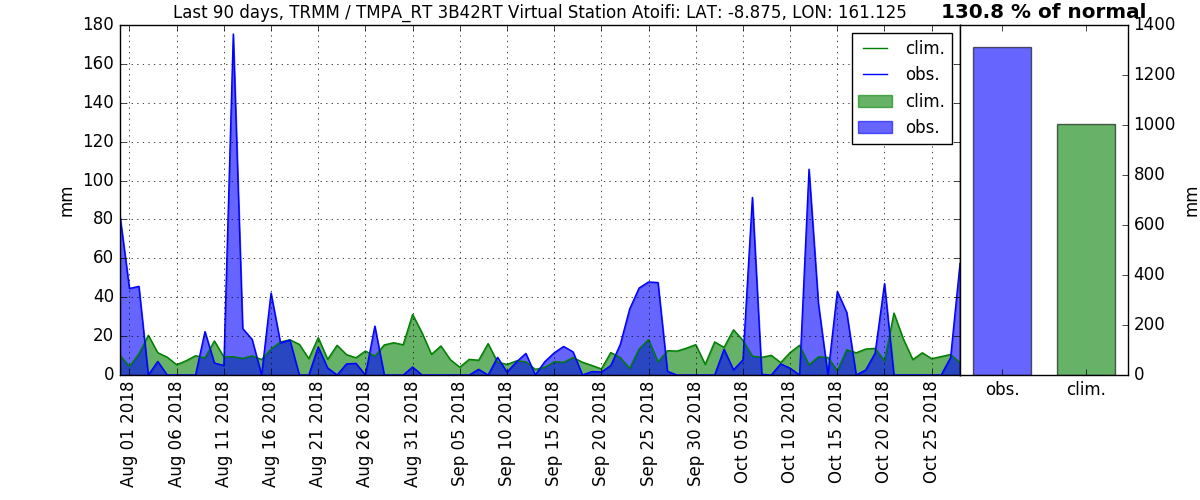 Last 90 days, TRMM / TMPA_RT 3B42RT Virtual Station Atoifi: LAT: -8.875, LON: 161.125
130.8 % of normal
mm
180
160
140
120
100
80
60
40
20
0
clim.
obs.
clim.
obs.
1400
1200
1000
800
600
400
200
0
mm
Aug 01 2018
Aug 06 2018
Aug 11 2018
Aug 16 2018
Aug 21 2018
Aug 26 2018
Aug 31 2018
Sep 05 2018
Sep 10 2018
Sep 15 2018
Sep 20 2018
Sep 25 2018
Sep 30 2018
Oct 05 2018
Oct 10 2018
Oct 15 2018
Oct 20 2018
Oct 25 2018
obs.
clim.